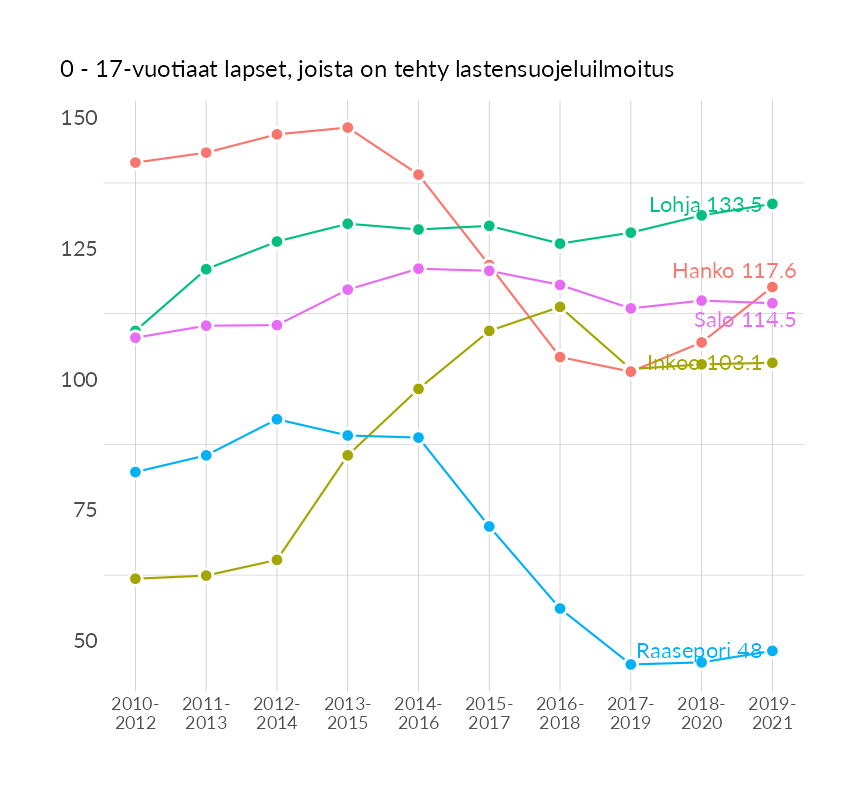 0 - 17-vuotiaat lapset, joista on tehty lastensuojeluilmoitus
150
125
100
75
50
Lohja 133.5
Hanko 117.6
Salo 114.5
Inkoo 103.1
Raasepori 48
2010- 2011- 2012- 2013- 2014- 2015- 2016- 2017- 2018- 2019-
2012 2013 2014 2015 2016 2017 2018 2019 2020 2021